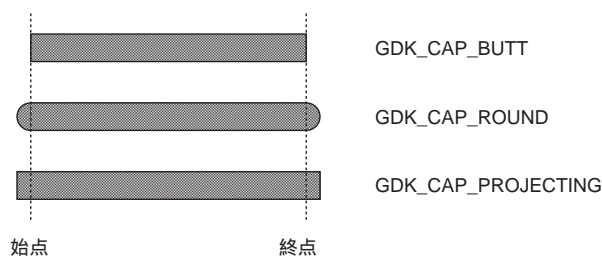 GDK_CAP_BUTT
GDK_CAP_ROUND
GDK_CAP_PROJECTING
始点 終点